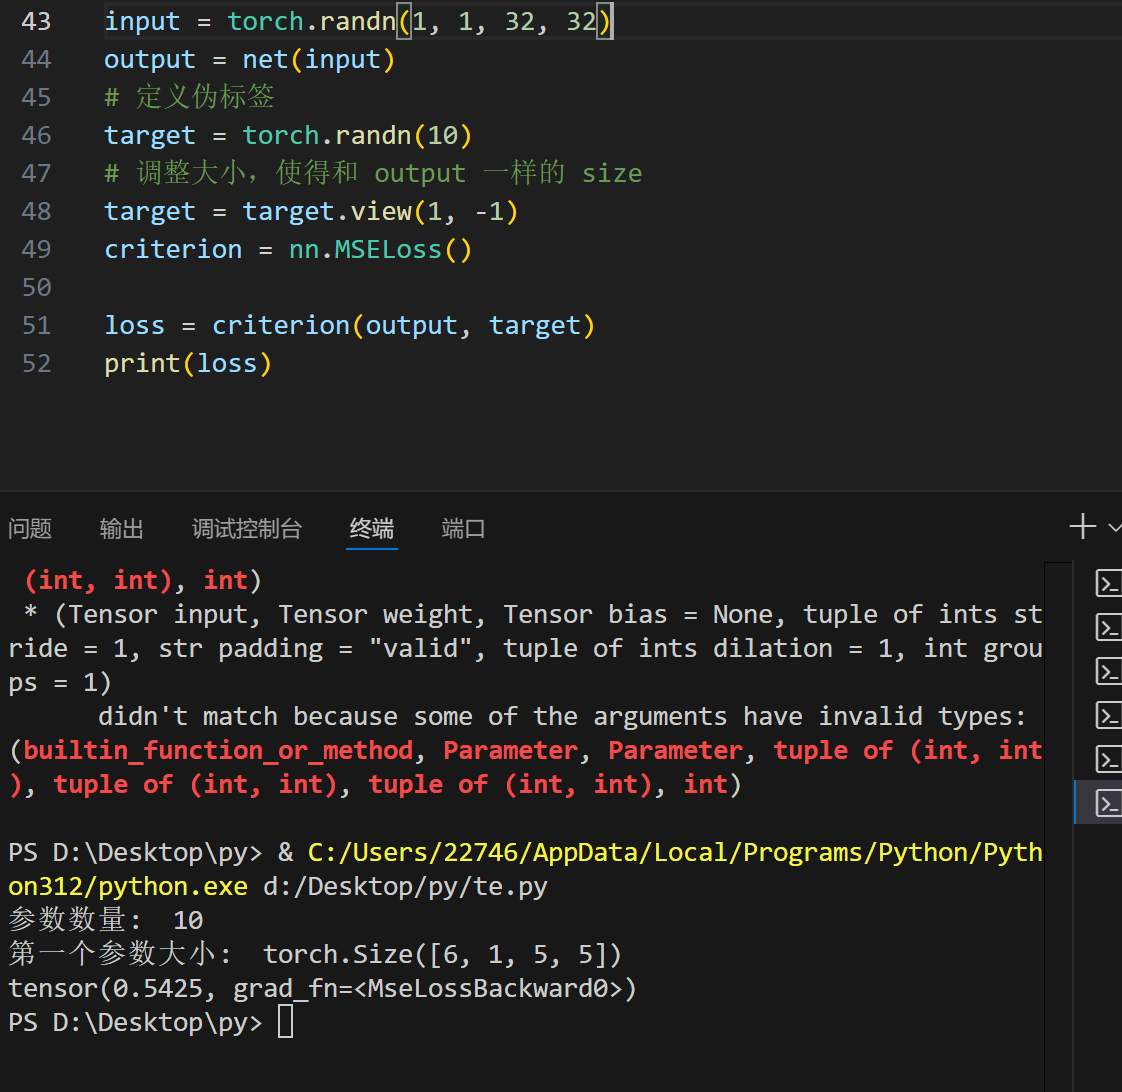 43 input = torch.randn(1, 1, 32, 32)
44 output = net(input)
45 # 定义伪标签
46 target = torch.randn(10)
47 # 调整大小，使得和 output 一样的 size
48 target = target.view(1, -1)
49 criterion = nn.MSELoss()
50
51 loss = criterion(output, target)
52 print(loss)
问题 输出 调试控制台 终端 端口
(int, int), int)
* (Tensor input, Tensor weight, Tensor bias = None, tuple of ints st
ride = 1, str padding = "valid", tuple of ints dilation = 1, int grou
ps = 1)
didn't match because some of the arguments have invalid types:
(builtin_function_or_method, Parameter, Parameter, tuple of (int, int
), tuple of (int, int), tuple of (int, int), int)
PS D:\Desktop\py> & C:/Users/22746/AppData/Local/Programs/Python/Pyth
on312/python.exe d:/Desktop/py/te.py
参数数量： 10
第一个参数大小： torch.Size([6, 1, 5, 5])
tensor(0.5425, grad_fn=<MseLossBackward0>)
PS D:\Desktop\py>